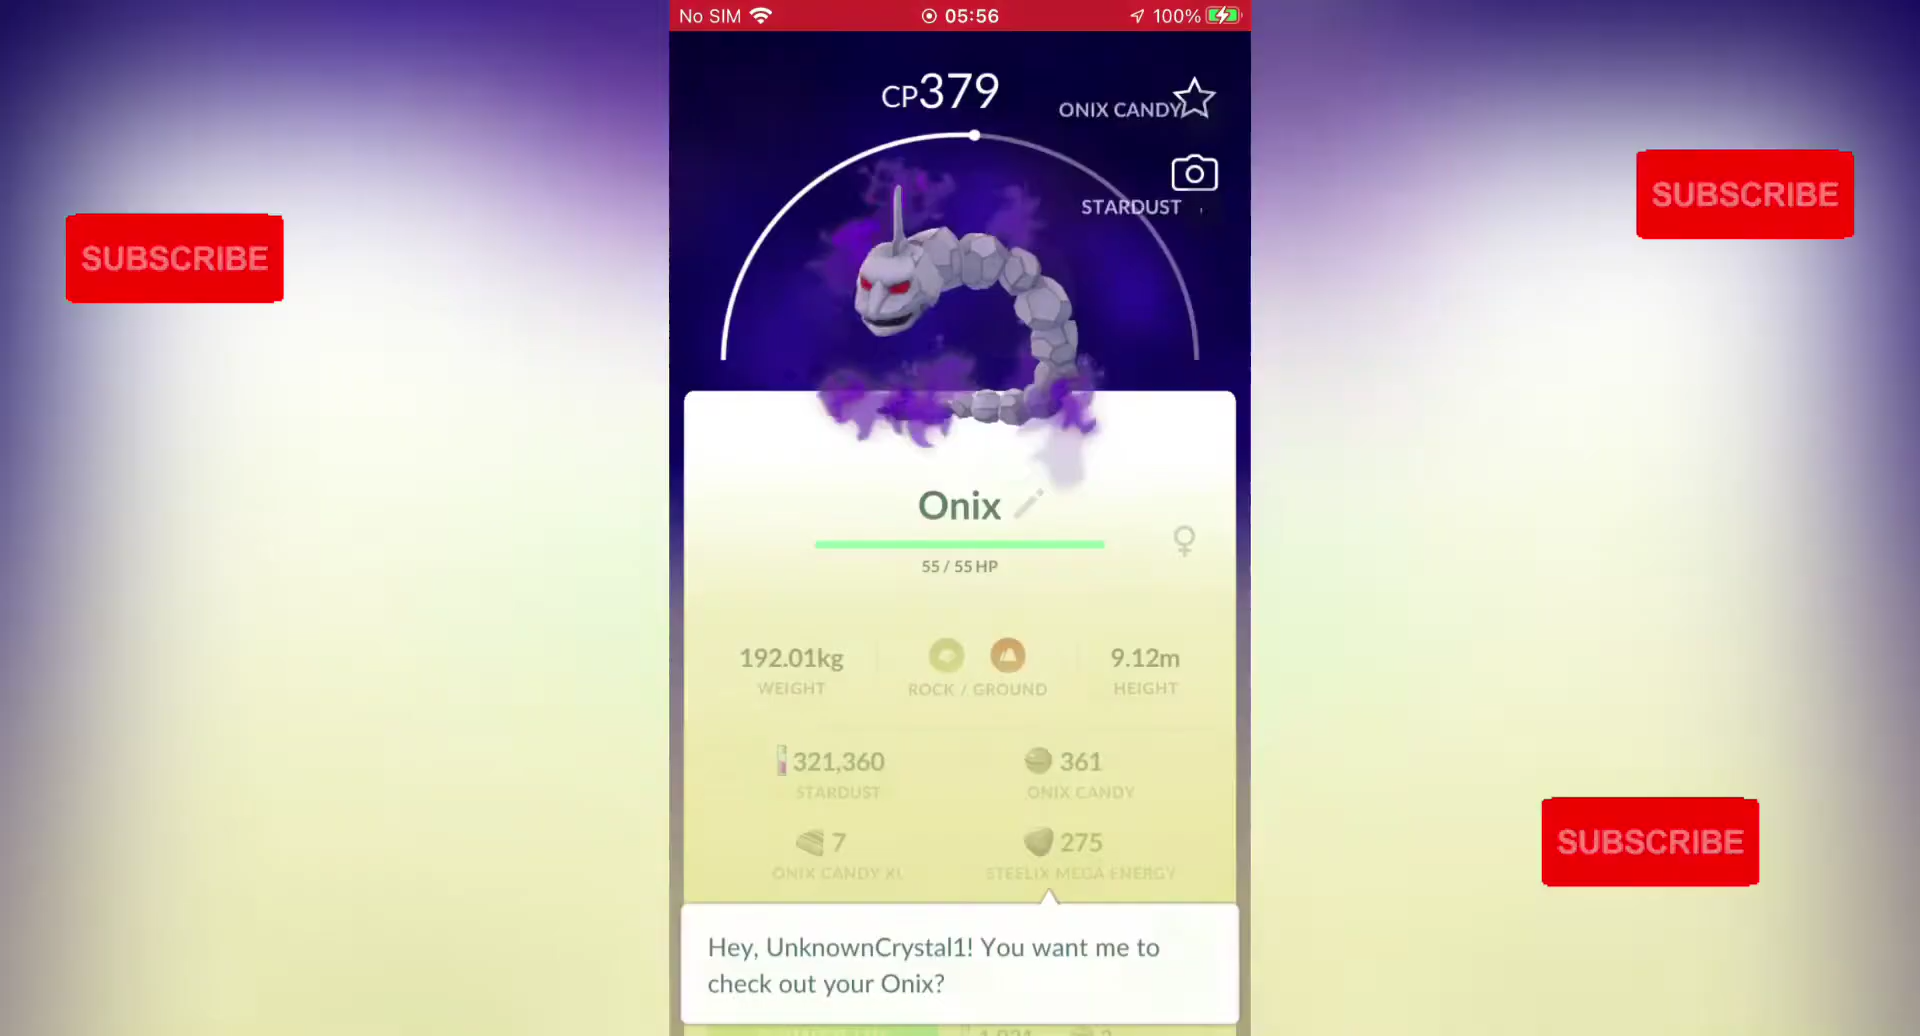 No SIM 05:56 100%
CP379
ONIX CANDY
STARDUST
SUBSCRIBE
SUBSCRIBE
Onix
55 / 55 HP
192.01kg
WEIGHT
ROCK / GROUND
9.12m
HEIGHT
321,360
STARDUST
361
ONIX CANDY
7
ONIX CANDY XL
275
STEELIX MEGA ENERGY
SUBSCRIBE
Hey, UnknownCrystal1! You want me to
check out your Onix?